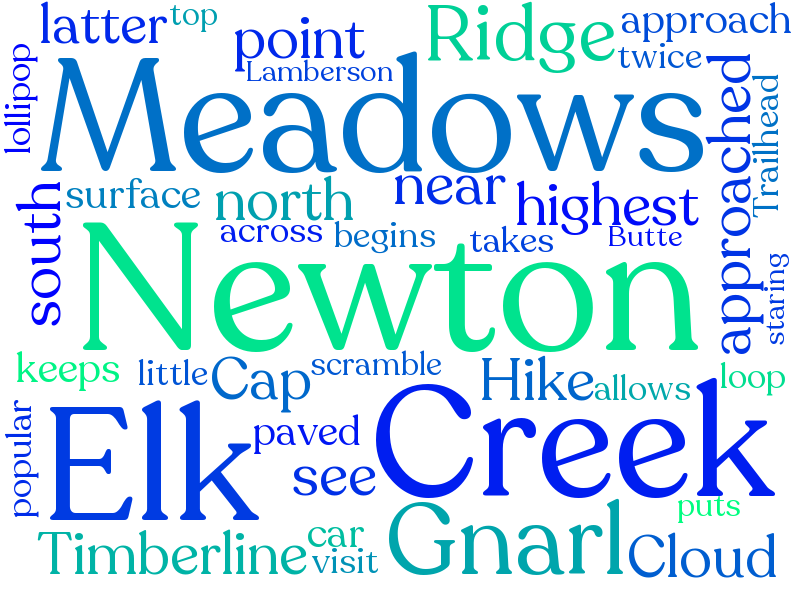 latter
top
point
Ridge
approach
twice
Lamberson
lollipop
Meadows
approached
Trailhead
surface
north
near
highest
south
across
begins
takes
Butte
Newton
staring
keeps
little
Cap
scramble
Hike
allows
loop
popular
Elk
paved
see
Creek
puts
Timberline
car
visit
Gnarl
Cloud